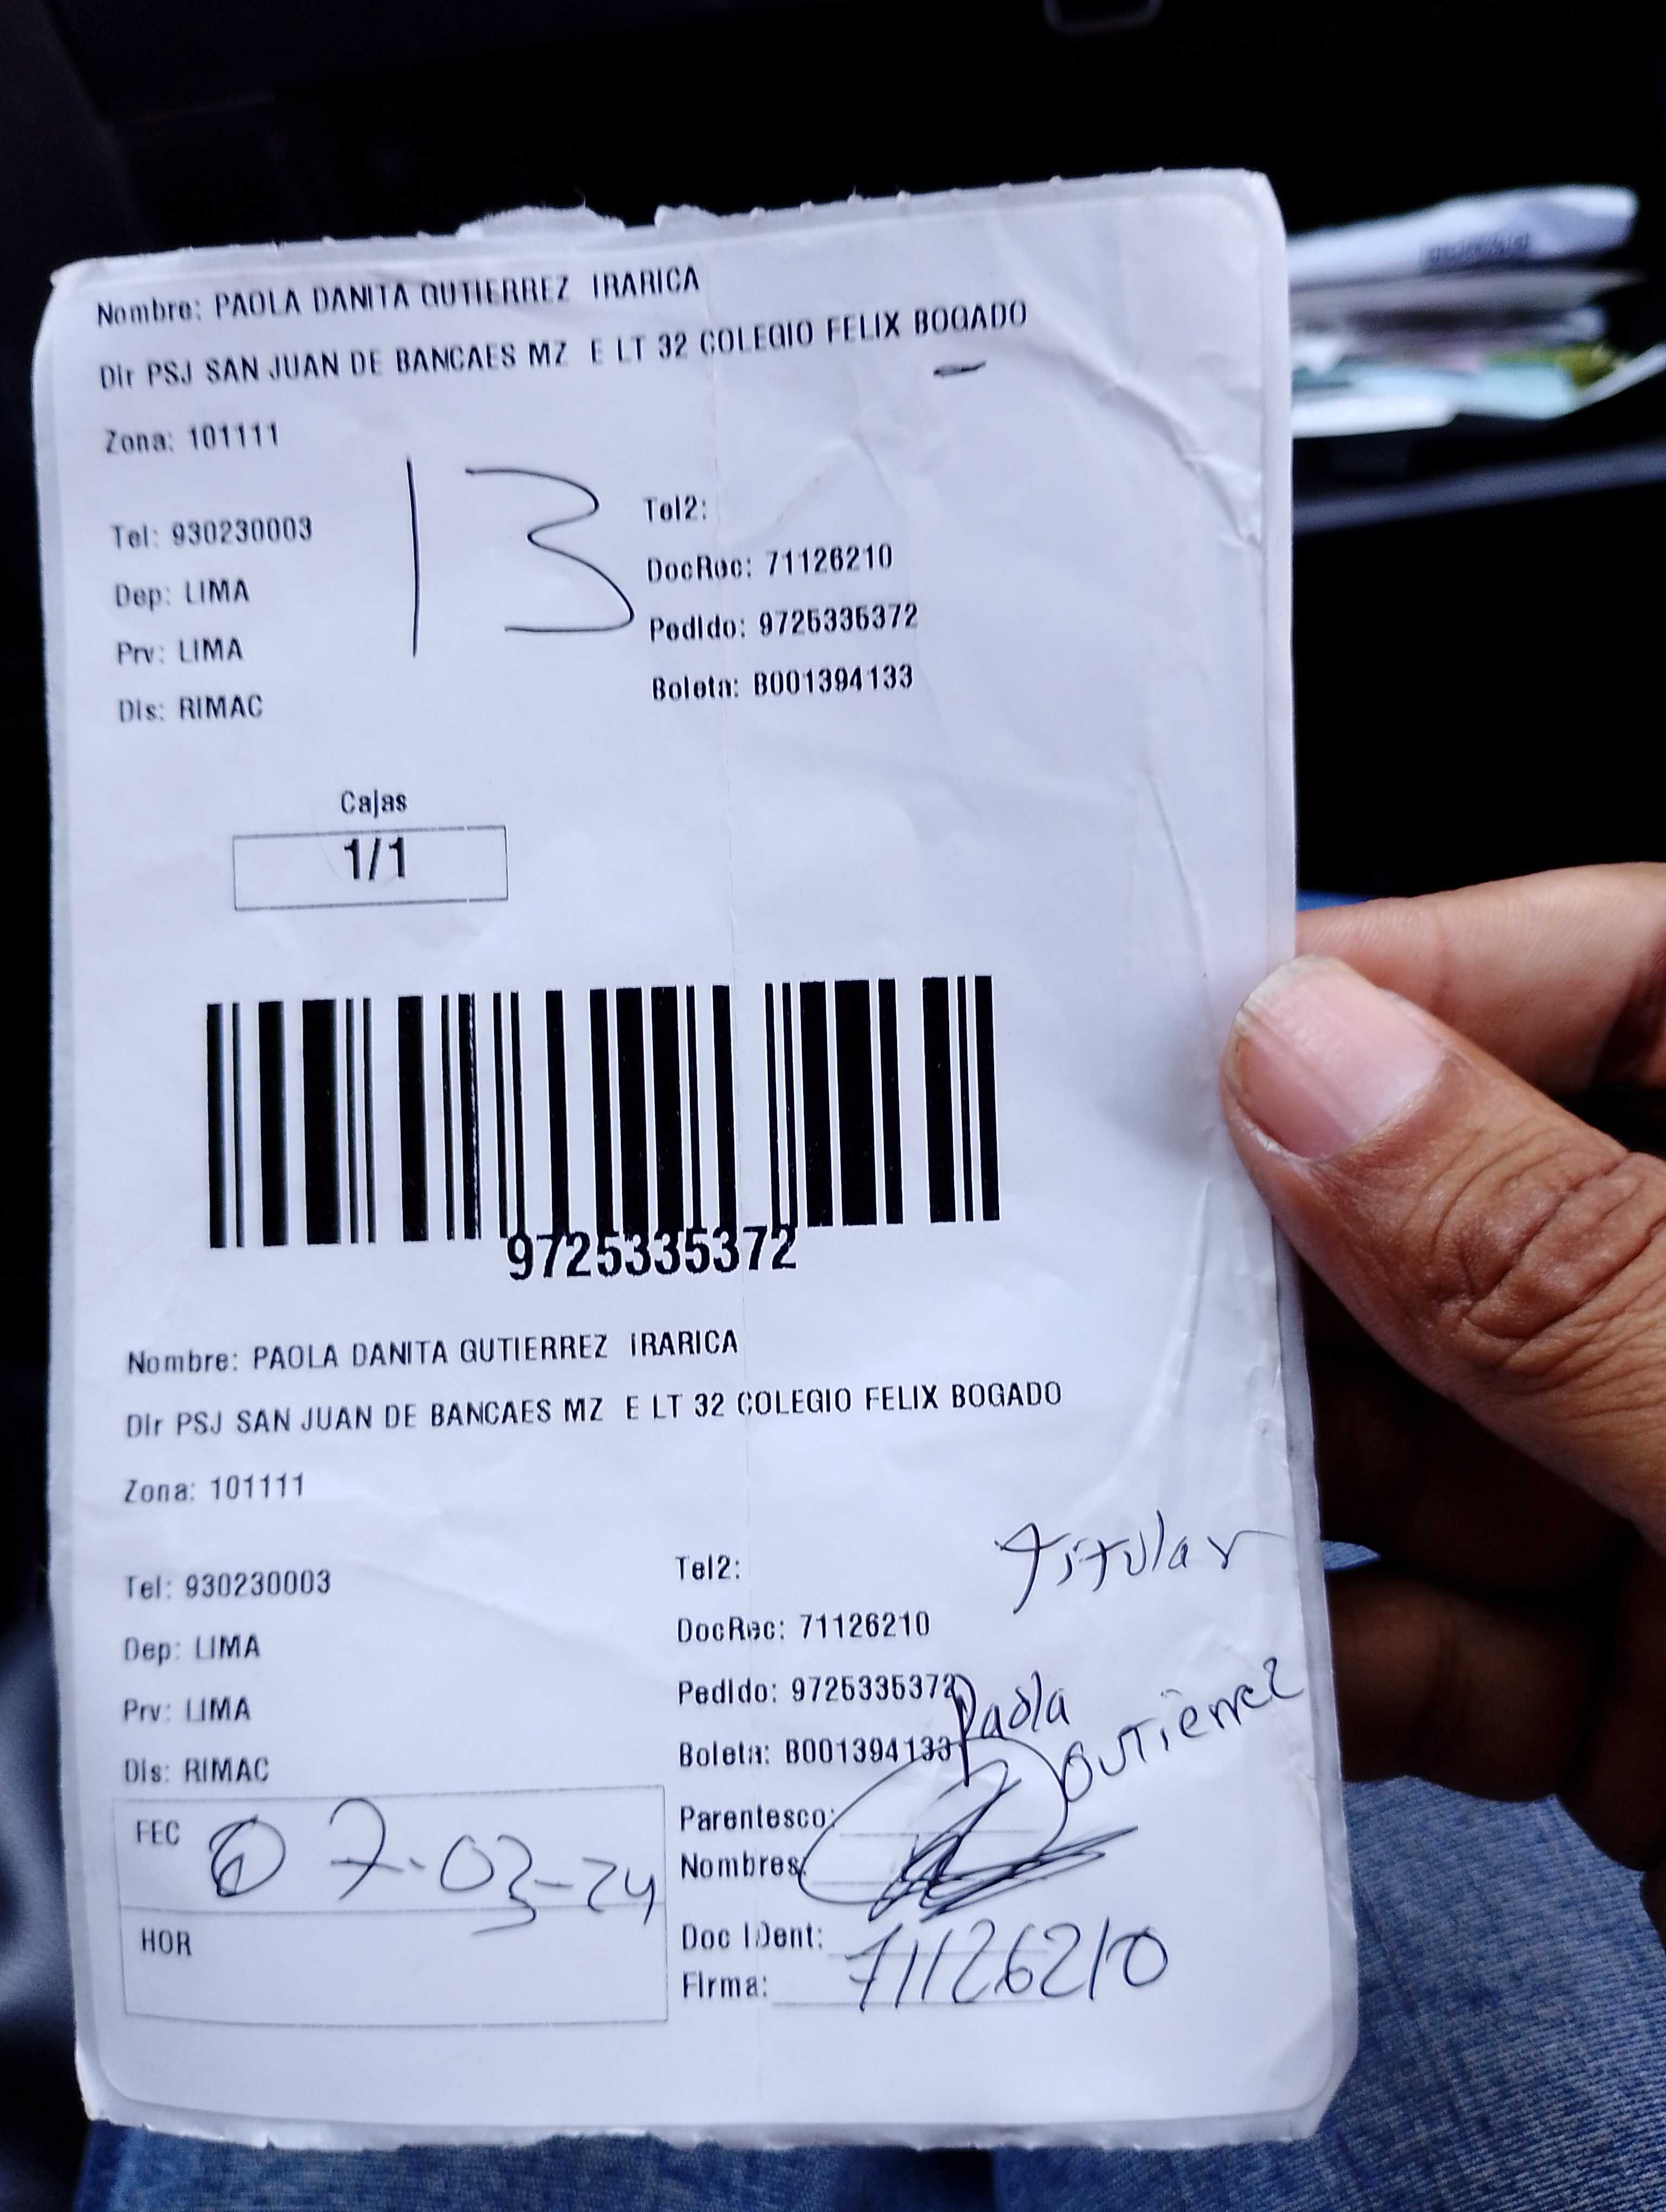 Nombre: PAOLA DANITA GUTIERREZ IRARICA
Dir PSJ SAN JUAN DE BANCAES MZ E LT 32 COLEGIO FELIX BOGADO
Zona: 101111
13
Tel: 930230003
Dep: LIMA
Prv: LIMA
Dis: RIMAC
Tel2:
DocRec: 71126210
Pedido: 9725335372
Boleta: B001394133
Cajas
1/1
9725335372
Nombre: PAOLA DANITA GUTIERREZ IRARICA
Dir PSJ SAN JUAN DE BANCAES MZ E LT 32 COLEGIO FELIX BOGADO
Zona: 101111
Tel: 930230003
Dep: LIMA
Prv: LIMA
Dis: RIMAC
FEC 07-03-24
HOR
Titular
Tel2:
DocRec: 71126210
Pedido: 9725335372
Boleta: B001394133
Paola
Gutierrez
Parentesco:
Nombres:
Doc IDent: 71126210
Firma: